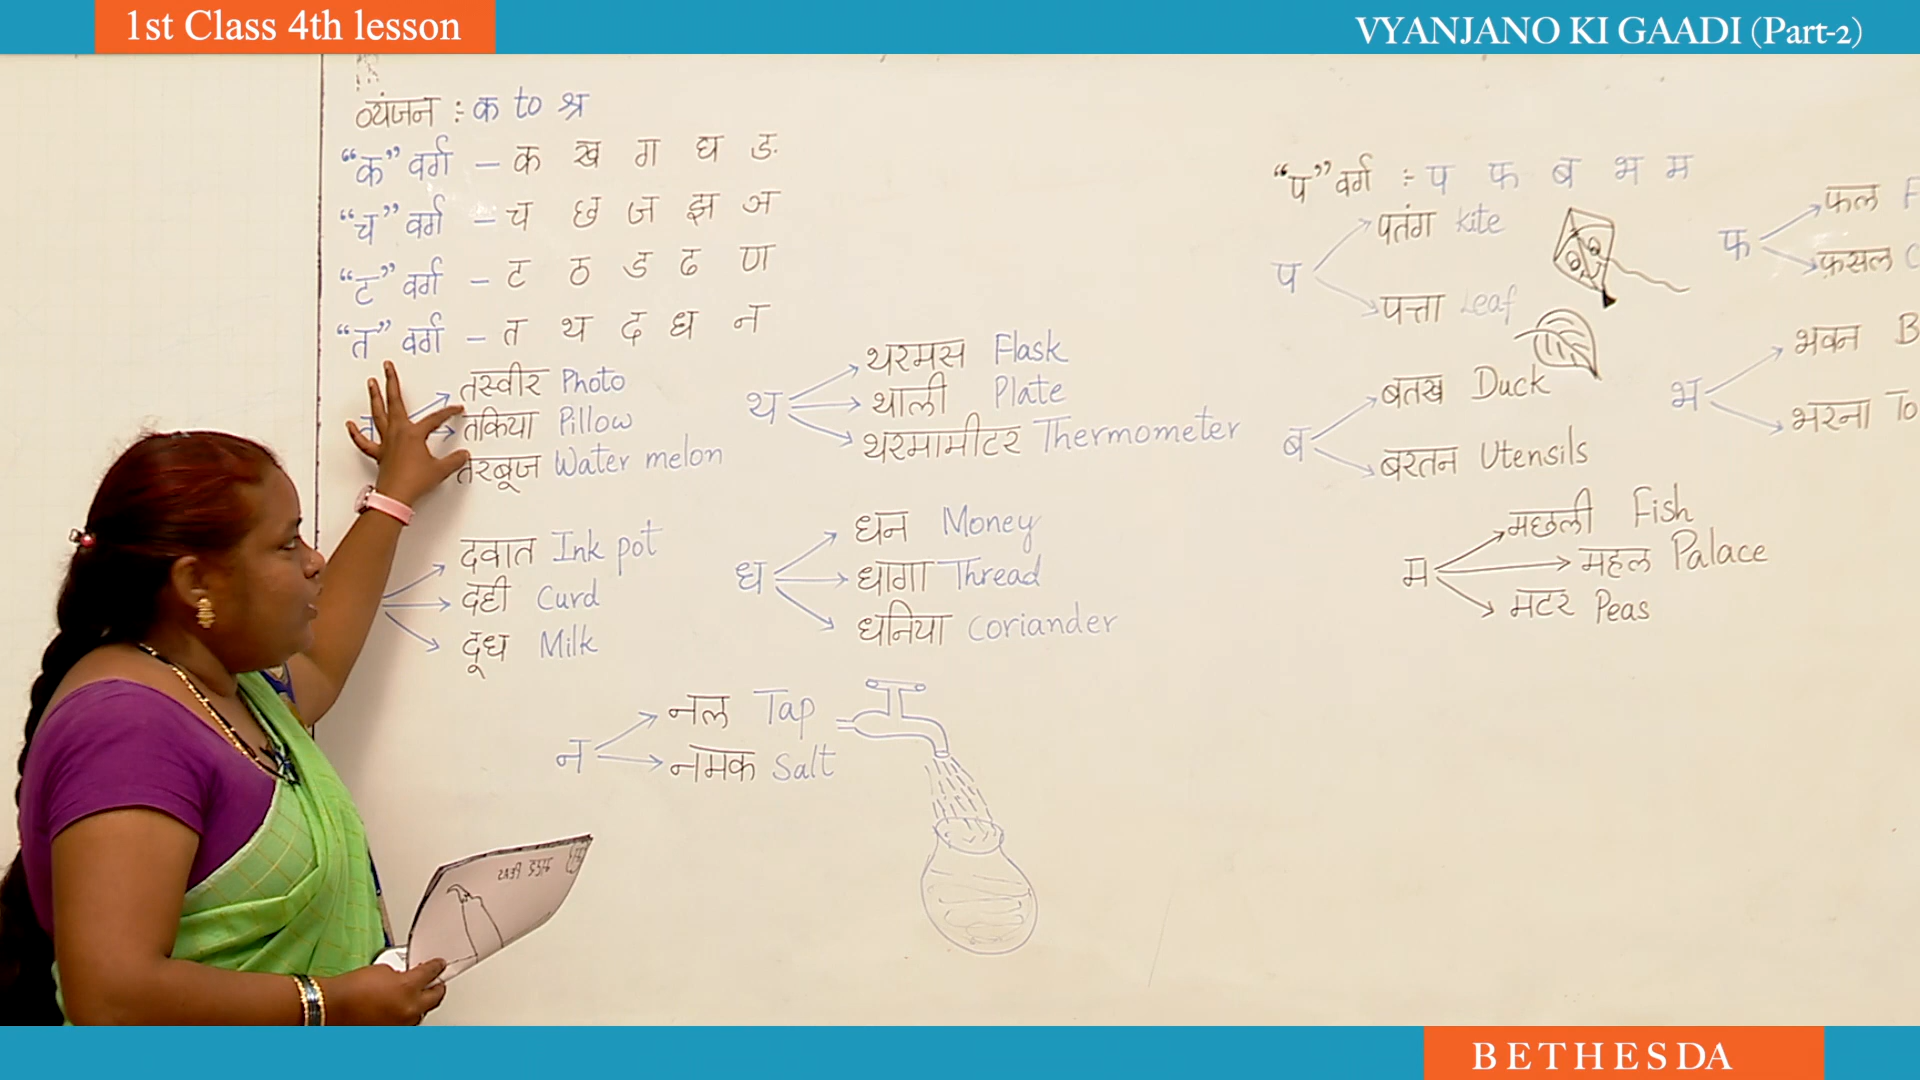 1st Class 4th lesson
VYANJANO KI GAADI (Part-2)
व्यंजन : क to श्र
"क" वर्ग - क ख ग घ ङ
"च" वर्ग - च छ ज झ ञ
"ट" वर्ग - ट ठ ड ढ ण
"त" वर्ग - त थ द ध न
त
तस्वीर Photo
तकिया Pillow
तरबूज Water melon
थ
थरमस Flask
थाली Plate
थरमामीटर Thermometer
दवात Ink pot
दही Curd
दूध Milk
ध
धन Money
धागा Thread
धनिया Coriander
न
नल Tap
नमक Salt
"प" वर्ग :- प फ ब भ म
प
पतंग Kite
पत्ता Leaf
फ
फल F
फ़सल C
ब
बतख Duck
बरतन Utensils
भ
भवन B
भरना To
म
मछली Fish
महल Palace
मटर Peas
मटर PEAS
BETHESDA